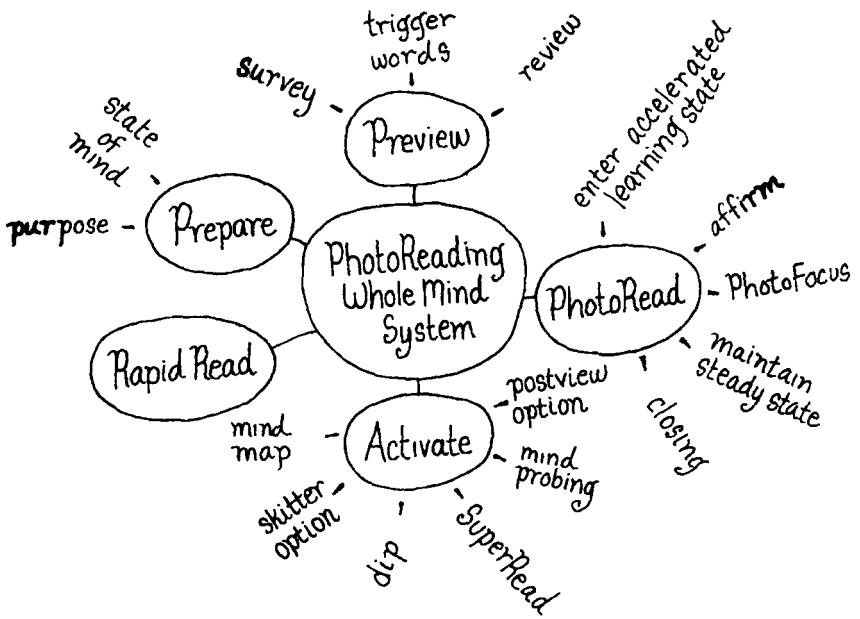 trigger
words
survey
review
Preview
enter accelerated
learning state
affirm
PhotoFocus
maintain
steady state
closing
PhotoRead
state
of
mind
purpose
Prepare
PhotoReading
Whole Mind
System
Rapid Read
Activate
postview
option
mind
probing
SuperRead
dip
skitter
option
mind
map